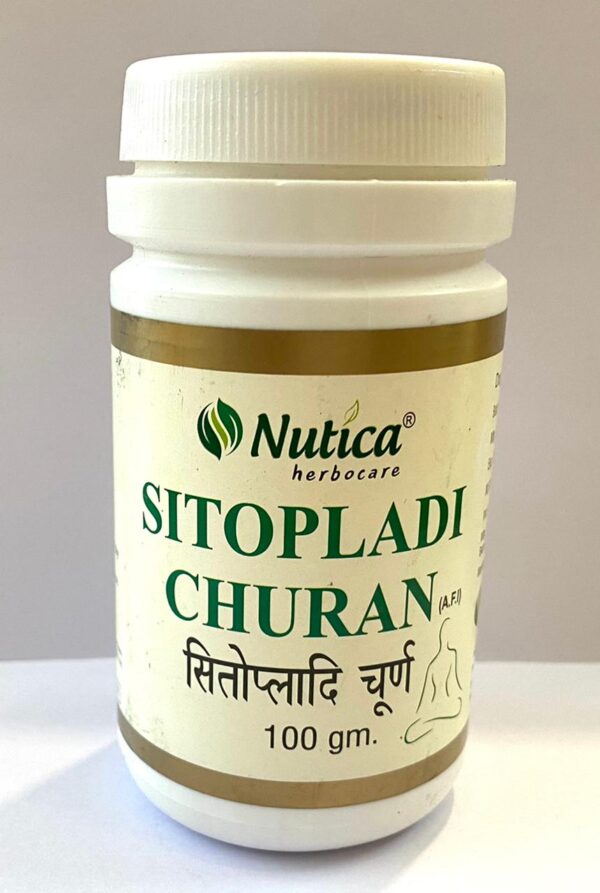 Nutica®
herbocare
SITOPLADI
CHURAN (A.F.I)
सितोप्लादि चूर्ण
100 gm.